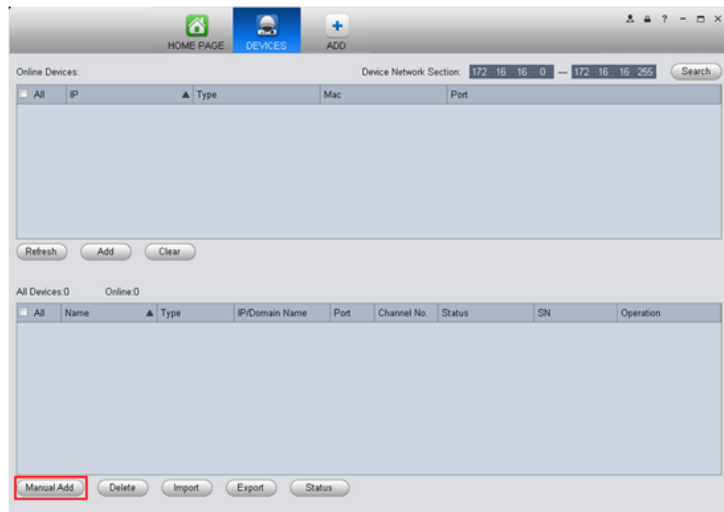 ? - □ ×
HOME PAGE DEVICES ADD
Online Devices: Device Network Section: 172 16 16 0 — 172 16 16 255 Search
All IP ▲ Type Mac Port
Refresh Add Clear
All Devices:0 Online:0
All Name ▲ Type IP/Domain Name Port Channel No. Status SN Operation
Manual Add Delete Import Export Status